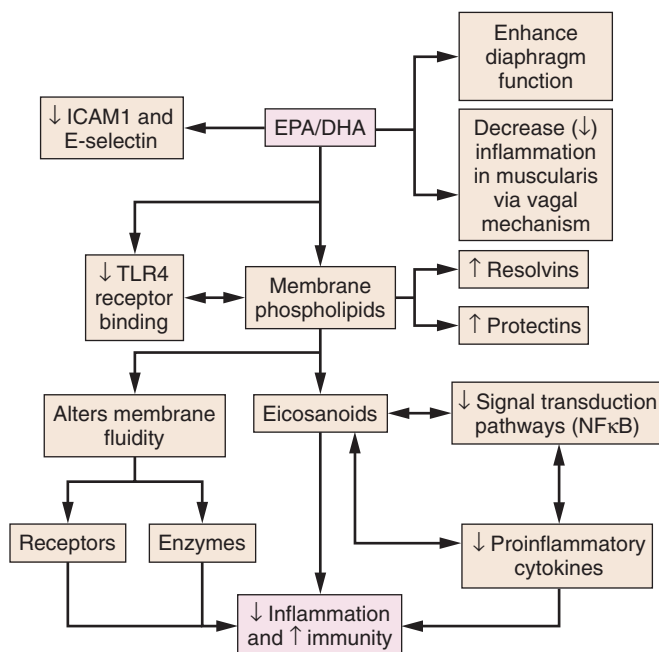 Enhance
diaphragm
function
↓ ICAM1 and
E-selectin
EPA/DHA
Decrease (↓)
inflammation
in muscularis
via vagal
mechanism
↓ TLR4
receptor
binding
Membrane
phospholipids
↑ Resolvins
↑ Protectins
Alters membrane
fluidity
Eicosanoids
↓ Signal transduction
pathways (NFκB)
Receptors
Enzymes
↓ Proinflammatory
cytokines
↓ Inflammation
and ↑ immunity